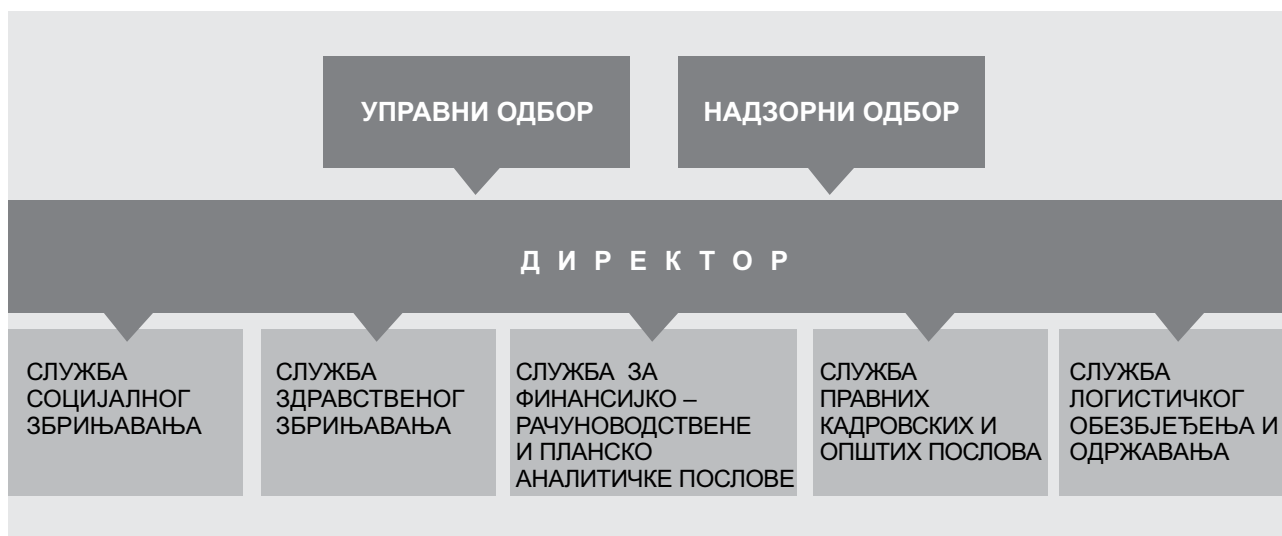 УПРАВНИ ОДБОР
НАДЗОРНИ ОДБОР
ДИРЕКТОР
СЛУЖБА
СОЦИЈАЛНОГ
ЗБРИЊАВАЊА
СЛУЖБА
ЗДРАВСТВЕНОГ
ЗБРИЊАВАЊА
СЛУЖБА ЗА
ФИНАНСИЈКО –
РАЧУНОВОДСТВЕНЕ
И ПЛАНСКО
АНАЛИТИЧКЕ ПОСЛОВЕ
СЛУЖБА
ПРАВНИХ
КАДРОВСКИХ И
ОПШТИХ ПОСЛОВА
СЛУЖБА
ЛОГИСТИЧКОГ
ОБЕЗБЈЕЂЕЊА И
ОДРЖАВАЊА